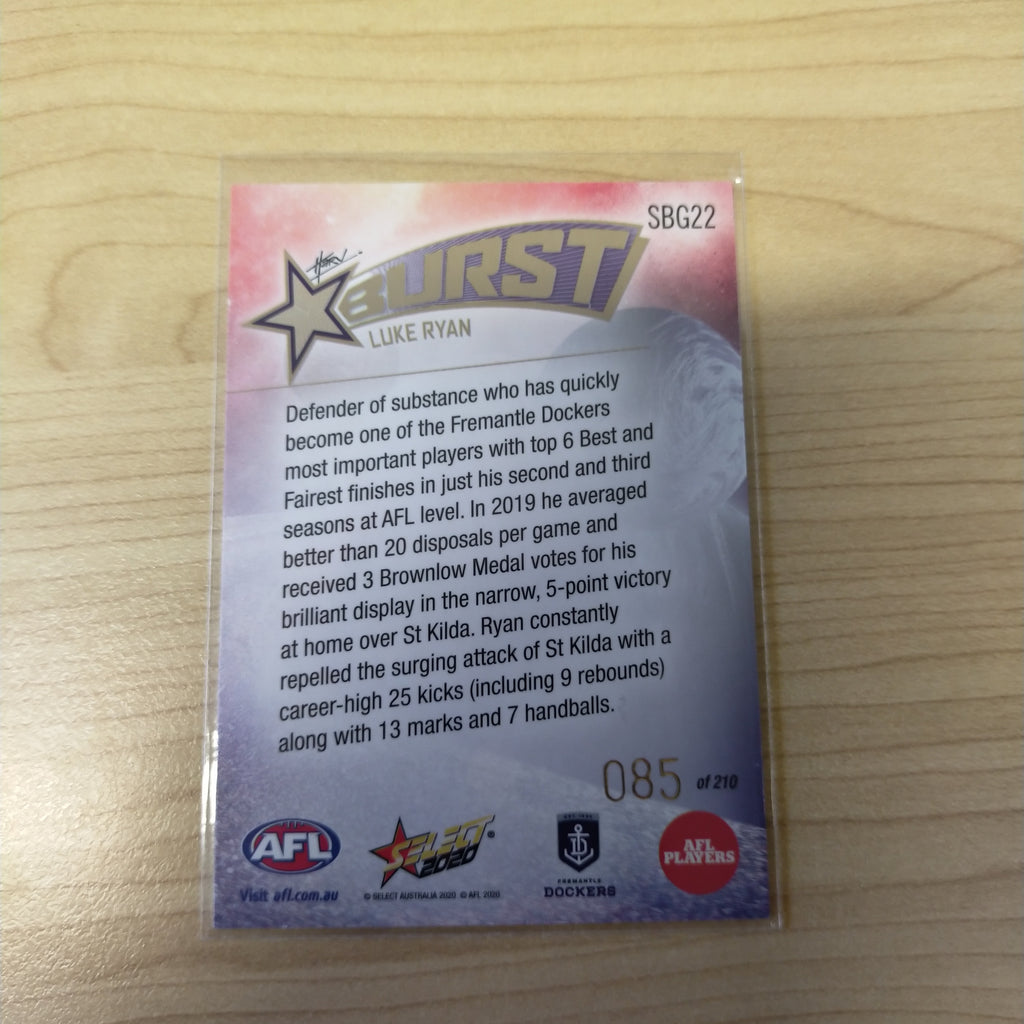 SBG22
BURST
LUKE RYAN
Defender of substance who has quickly
become one of the Fremantle Dockers
most important players with top 6 Best and
Fairest finishes in just his second and third
seasons at AFL level. In 2019 he averaged
better than 20 disposals per game and
received 3 Brownlow Medal votes for his
brilliant display in the narrow, 5-point victory
at home over St Kilda. Ryan constantly
repelled the surging attack of St Kilda with a
career-high 25 kicks (including 9 rebounds)
along with 13 marks and 7 handballs.
085 of 210
AFL
Visit afl.com.au
SELECT
2020
© SELECT AUSTRALIA 2020 © AFL 2020
FREMANTLE
DOCKERS
AFL
PLAYERS